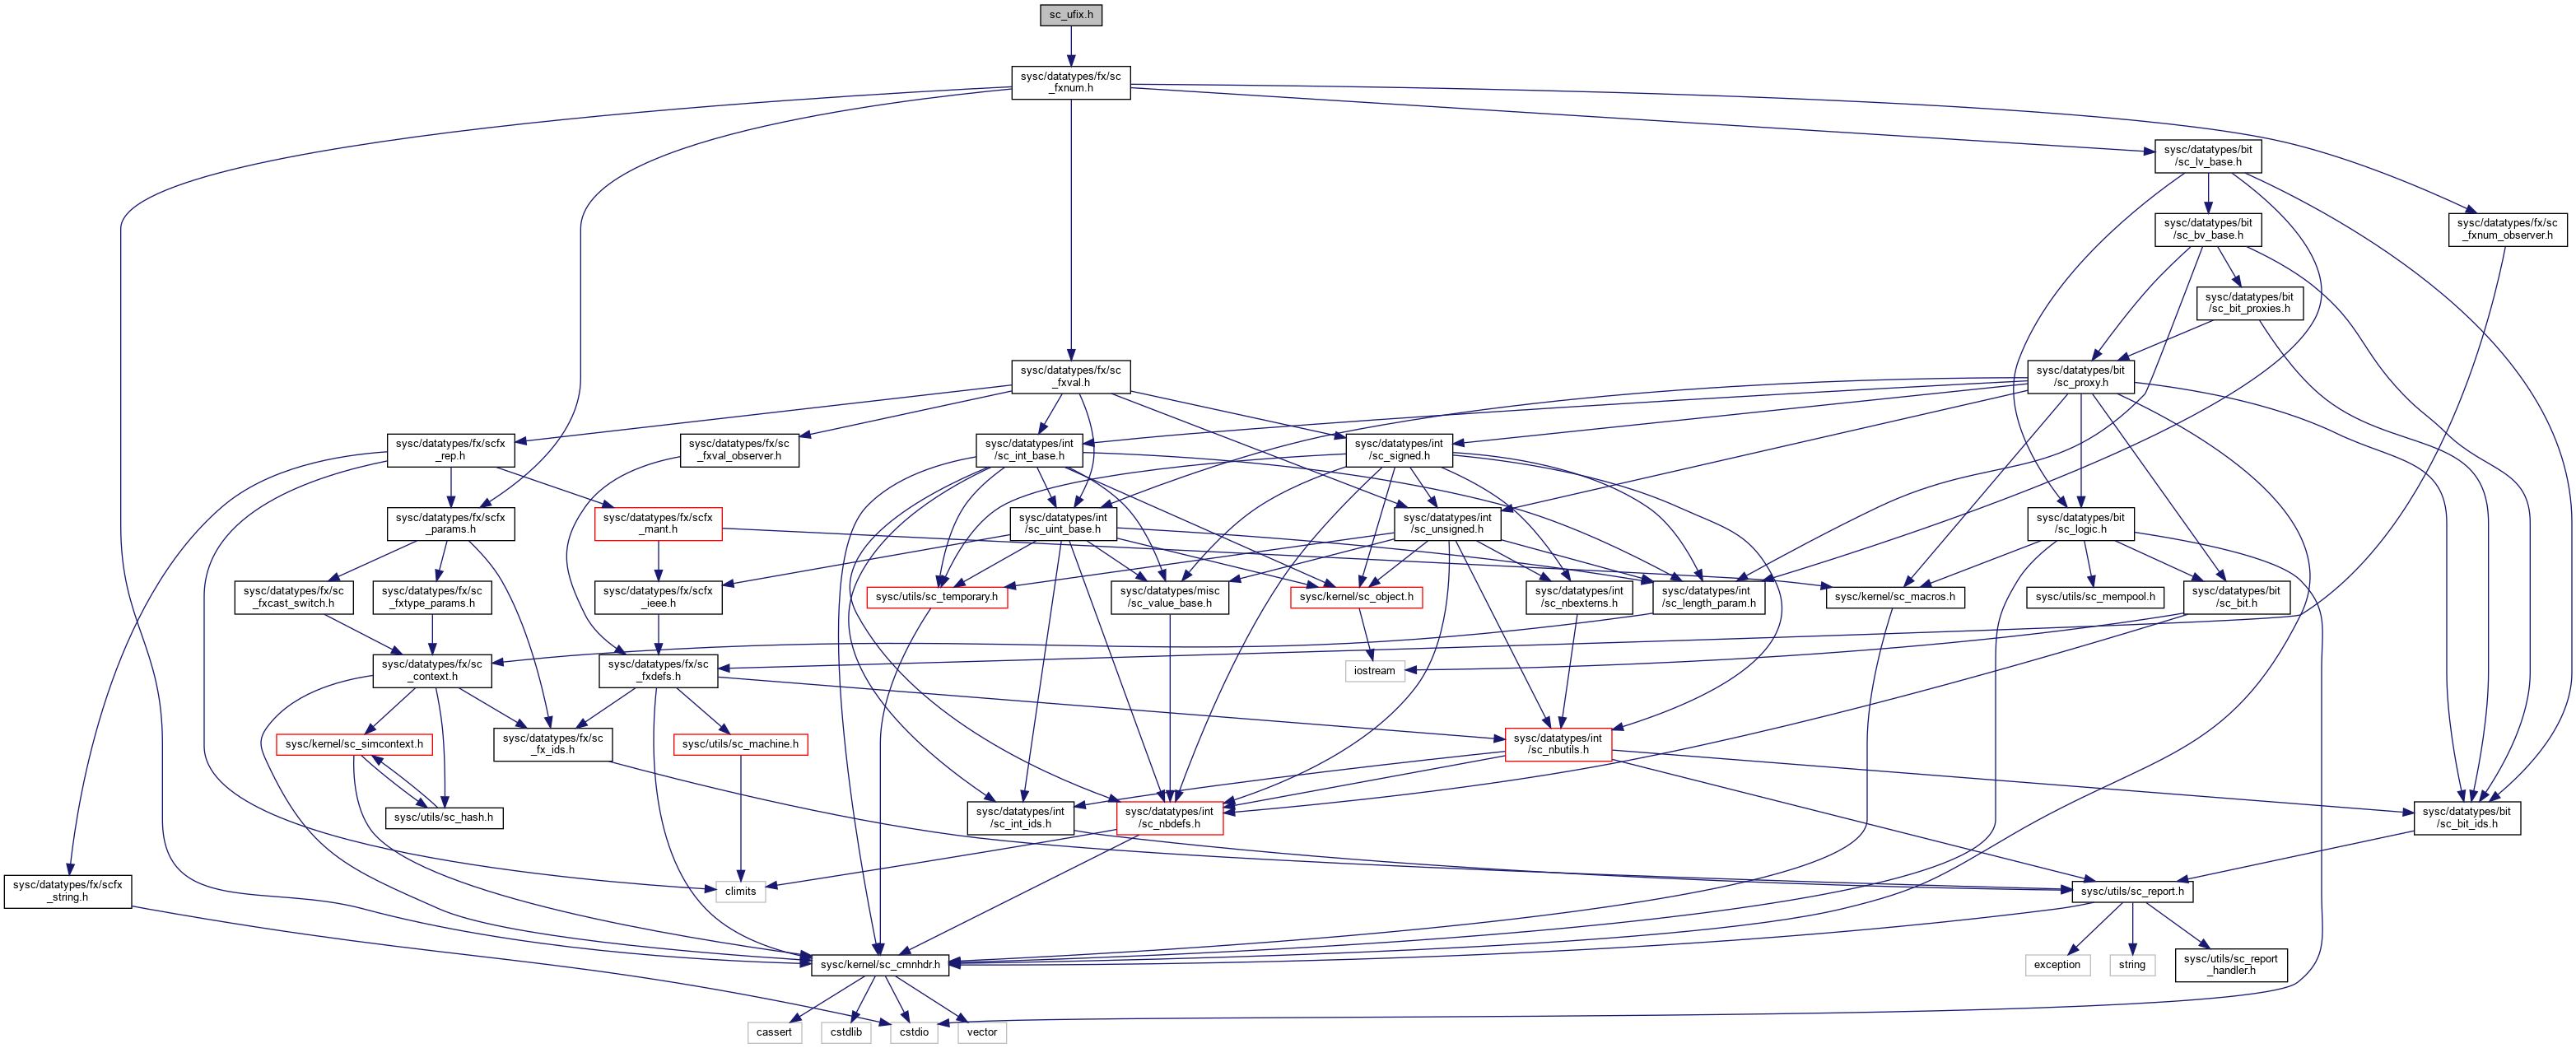 sc_ufix.h
sysc/datatypes/fx/sc
_fxnum.h
sysc/datatypes/bit
/sc_lv_base.h
sysc/datatypes/bit
/sc_bv_base.h
sysc/datatypes/fx/sc
_fxnum_observer.h
sysc/datatypes/bit
/sc_bit_proxies.h
sysc/datatypes/fx/sc
_fxval.h
sysc/datatypes/bit
/sc_proxy.h
sysc/datatypes/fx/scfx
_rep.h
sysc/datatypes/fx/sc
_fxval_observer.h
sysc/datatypes/int
/sc_int_base.h
sysc/datatypes/int
/sc_signed.h
sysc/datatypes/fx/scfx
_params.h
sysc/datatypes/fx/scfx
_mant.h
sysc/datatypes/int
/sc_uint_base.h
sysc/datatypes/int
/sc_unsigned.h
sysc/datatypes/bit
/sc_logic.h
sysc/datatypes/fx/sc
_fxcast_switch.h
sysc/datatypes/fx/sc
_fxtype_params.h
sysc/datatypes/fx/scfx
_ieee.h
sysc/utils/sc_temporary.h
sysc/datatypes/misc
/sc_value_base.h
sysc/kernel/sc_object.h
sysc/datatypes/int
/sc_nbexterns.h
sysc/datatypes/int
/sc_length_param.h
sysc/kernel/sc_macros.h
sysc/utils/sc_mempool.h
sysc/datatypes/bit
/sc_bit.h
sysc/datatypes/fx/sc
_context.h
sysc/datatypes/fx/sc
_fxdefs.h
iostream
sysc/kernel/sc_simcontext.h
sysc/datatypes/fx/sc
_fx_ids.h
sysc/utils/sc_machine.h
sysc/datatypes/int
/sc_nbutils.h
sysc/utils/sc_hash.h
sysc/datatypes/int
/sc_int_ids.h
sysc/datatypes/int
/sc_nbdefs.h
sysc/datatypes/bit
/sc_bit_ids.h
sysc/datatypes/fx/scfx
_string.h
climits
sysc/utils/sc_report.h
sysc/kernel/sc_cmnhdr.h
exception
string
sysc/utils/sc_report
_handler.h
cassert
cstdlib
cstdio
vector